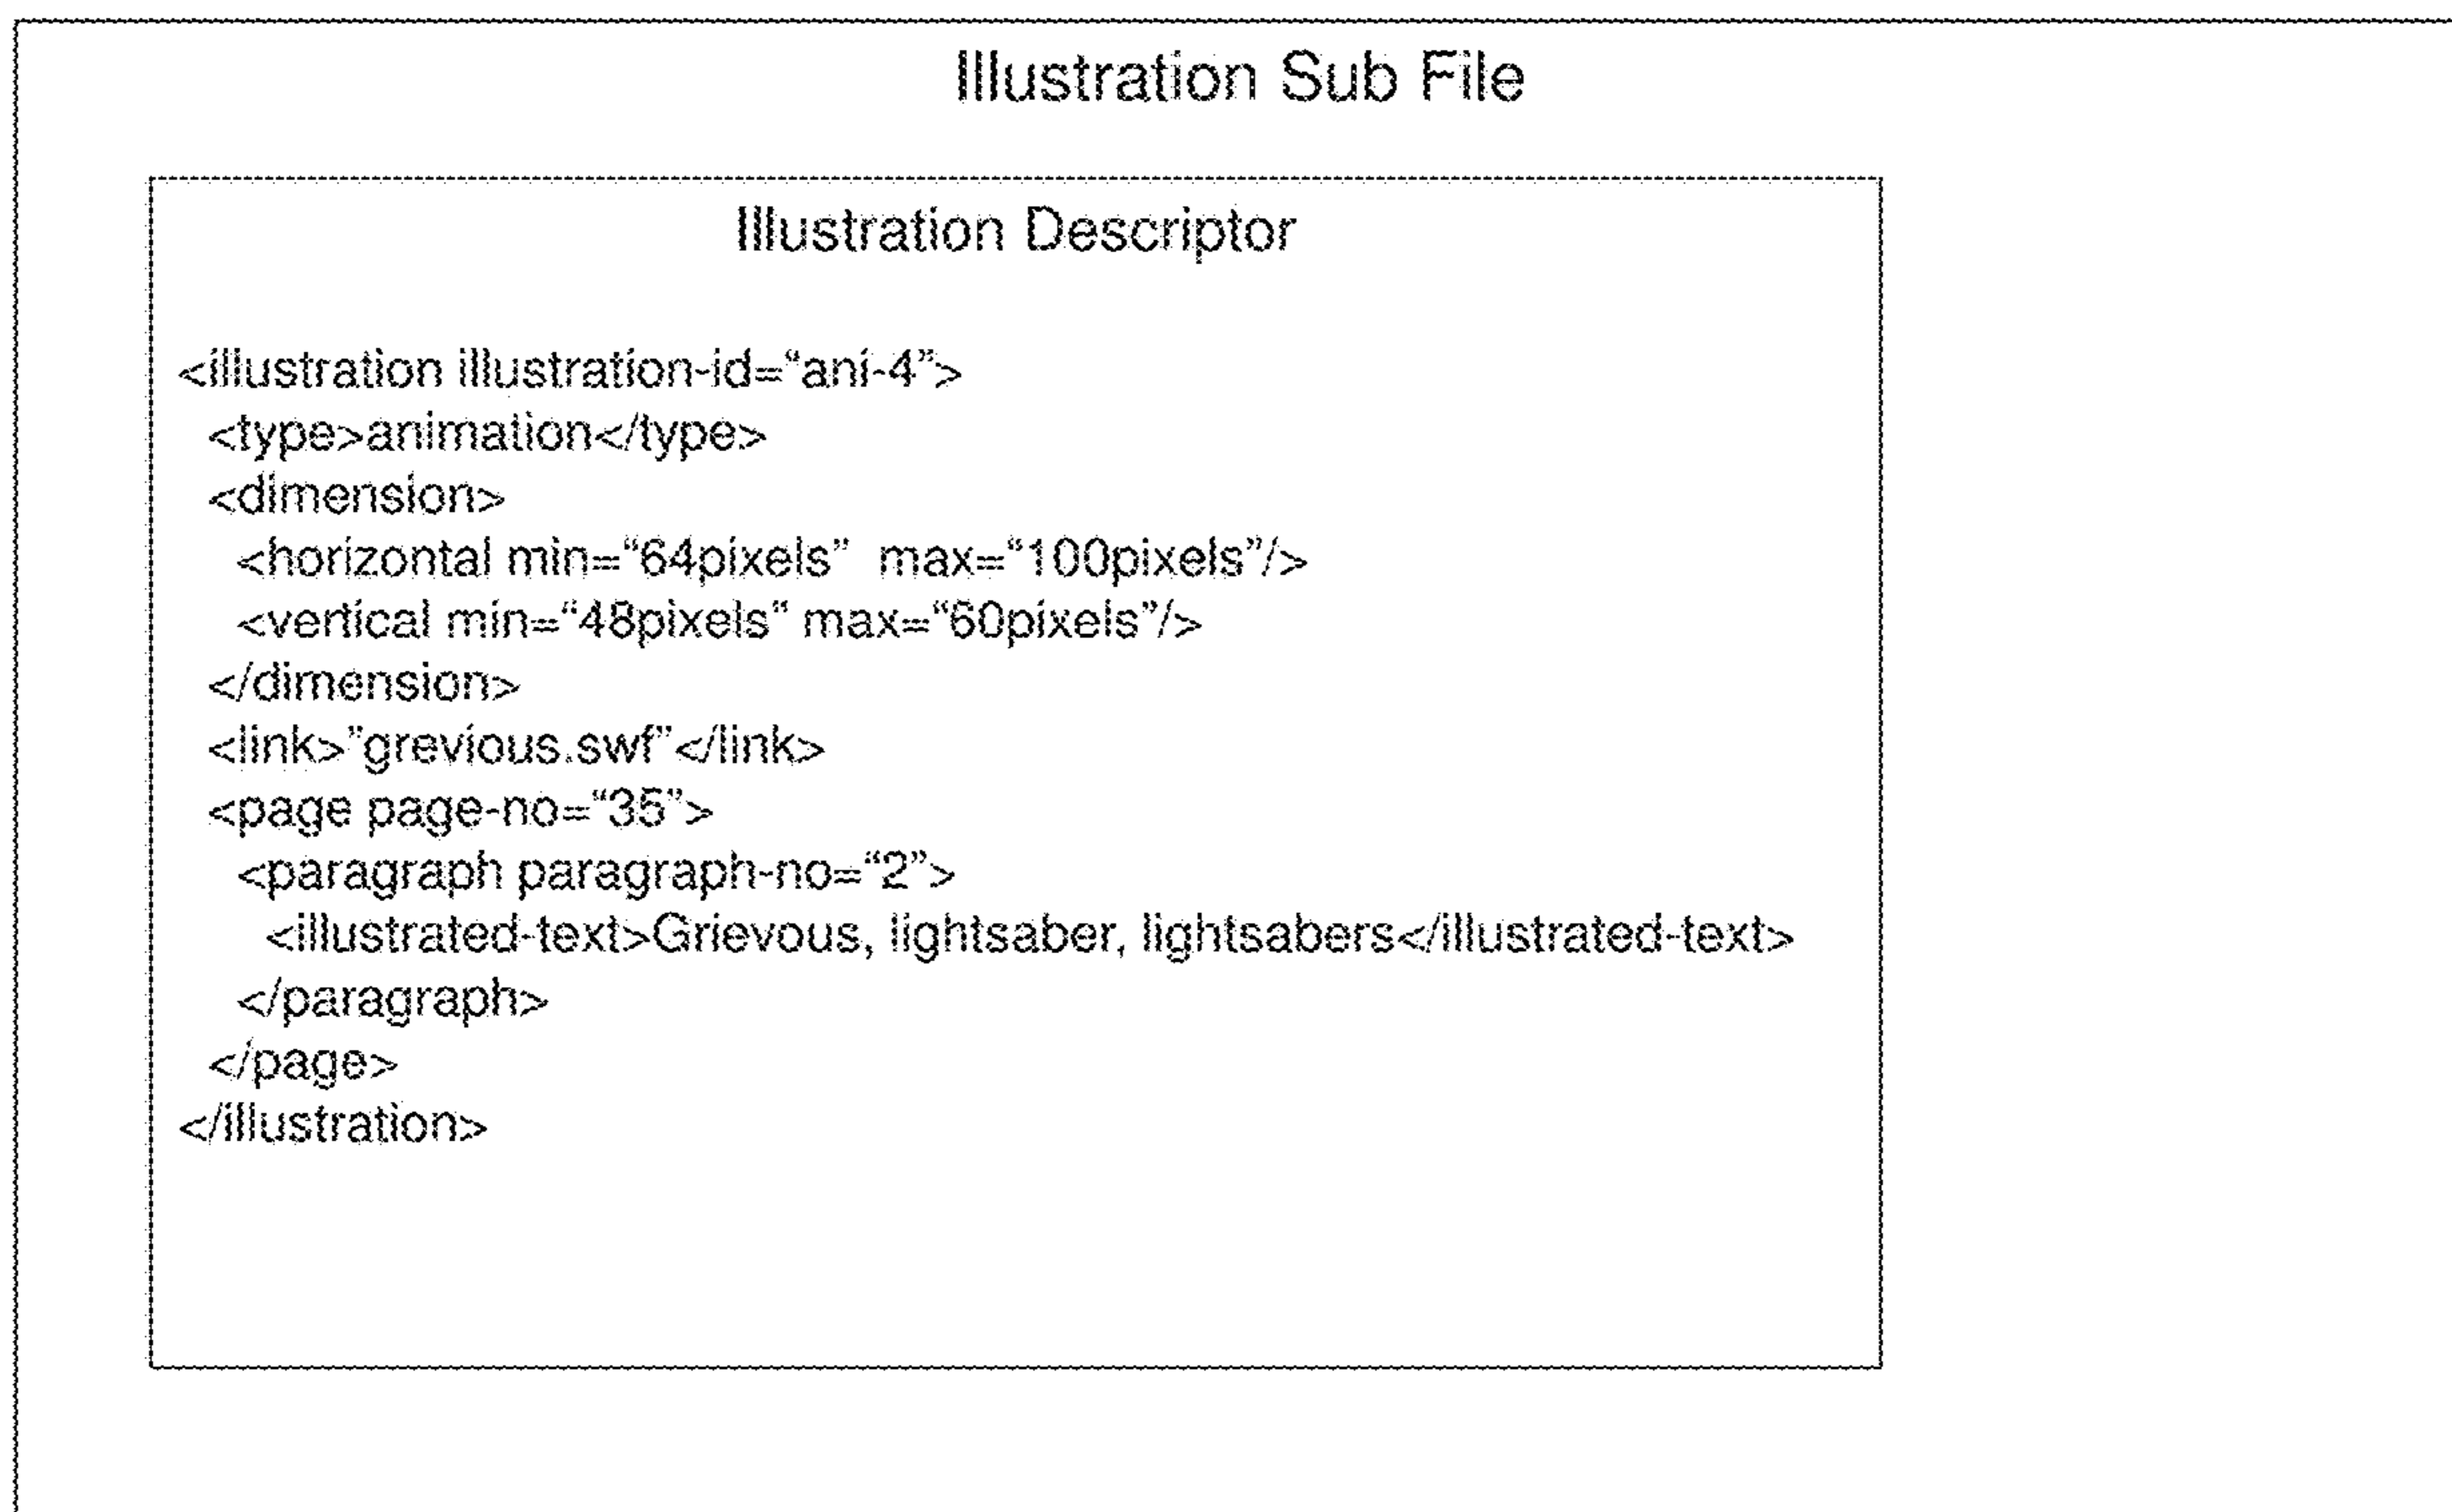 Illustration Sub File
Illustration Descriptor
<illustration illustration-id=“ani-4”>
<type>animation</type>
<dimension>
<horizontal min=“64pixels” max=“100pixels”/>
<vertical min=“48pixels“ max=“60pixels”/>
</dimension>
<link>”grevious.swf”</link>
<page page-no=“35”>
<paragraph paragraph-no=“2”>
<illustrated-text>Grievous, lightsaber, lightsabers</illustrated-text>
</paragraph>
</page>
</illustration>